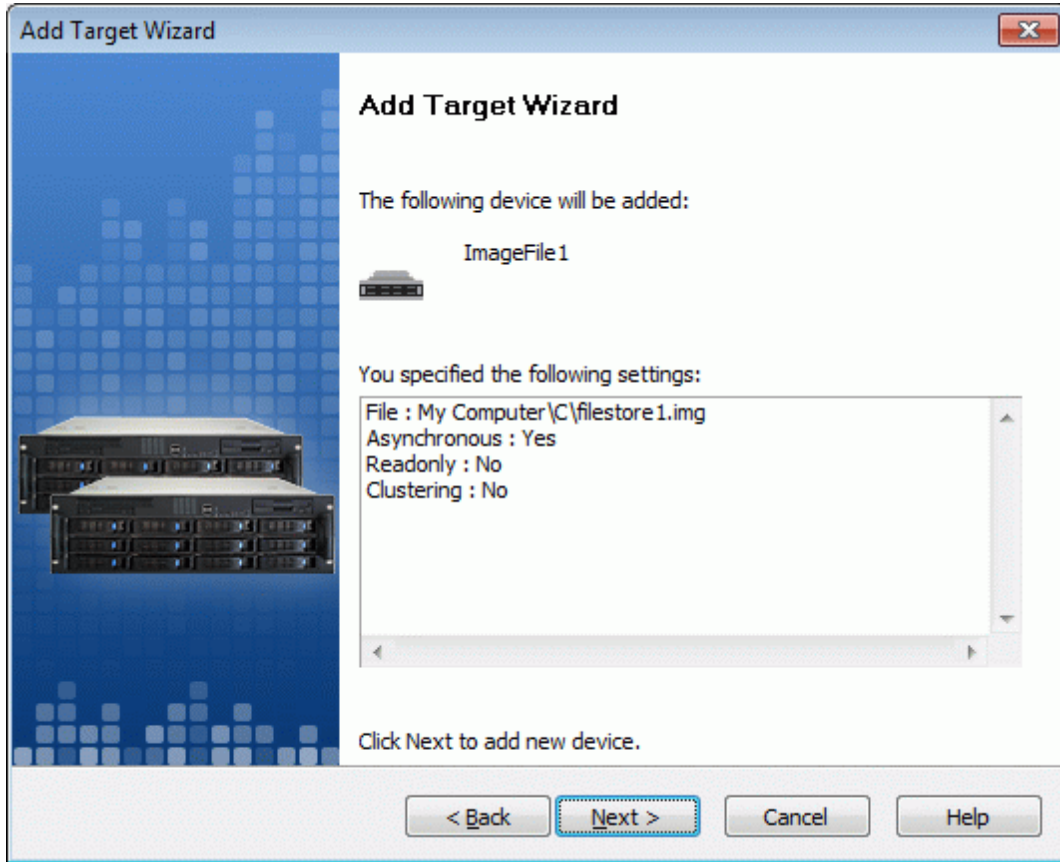 Add Target Wizard
Add Target Wizard
The following device will be added:
ImageFile1
You specified the following settings:
File : My Computer\C\filestore1.img
Asynchronous : Yes
Readonly : No
Clustering : No
Click Next to add new device.
< Back
Next >
Cancel
Help